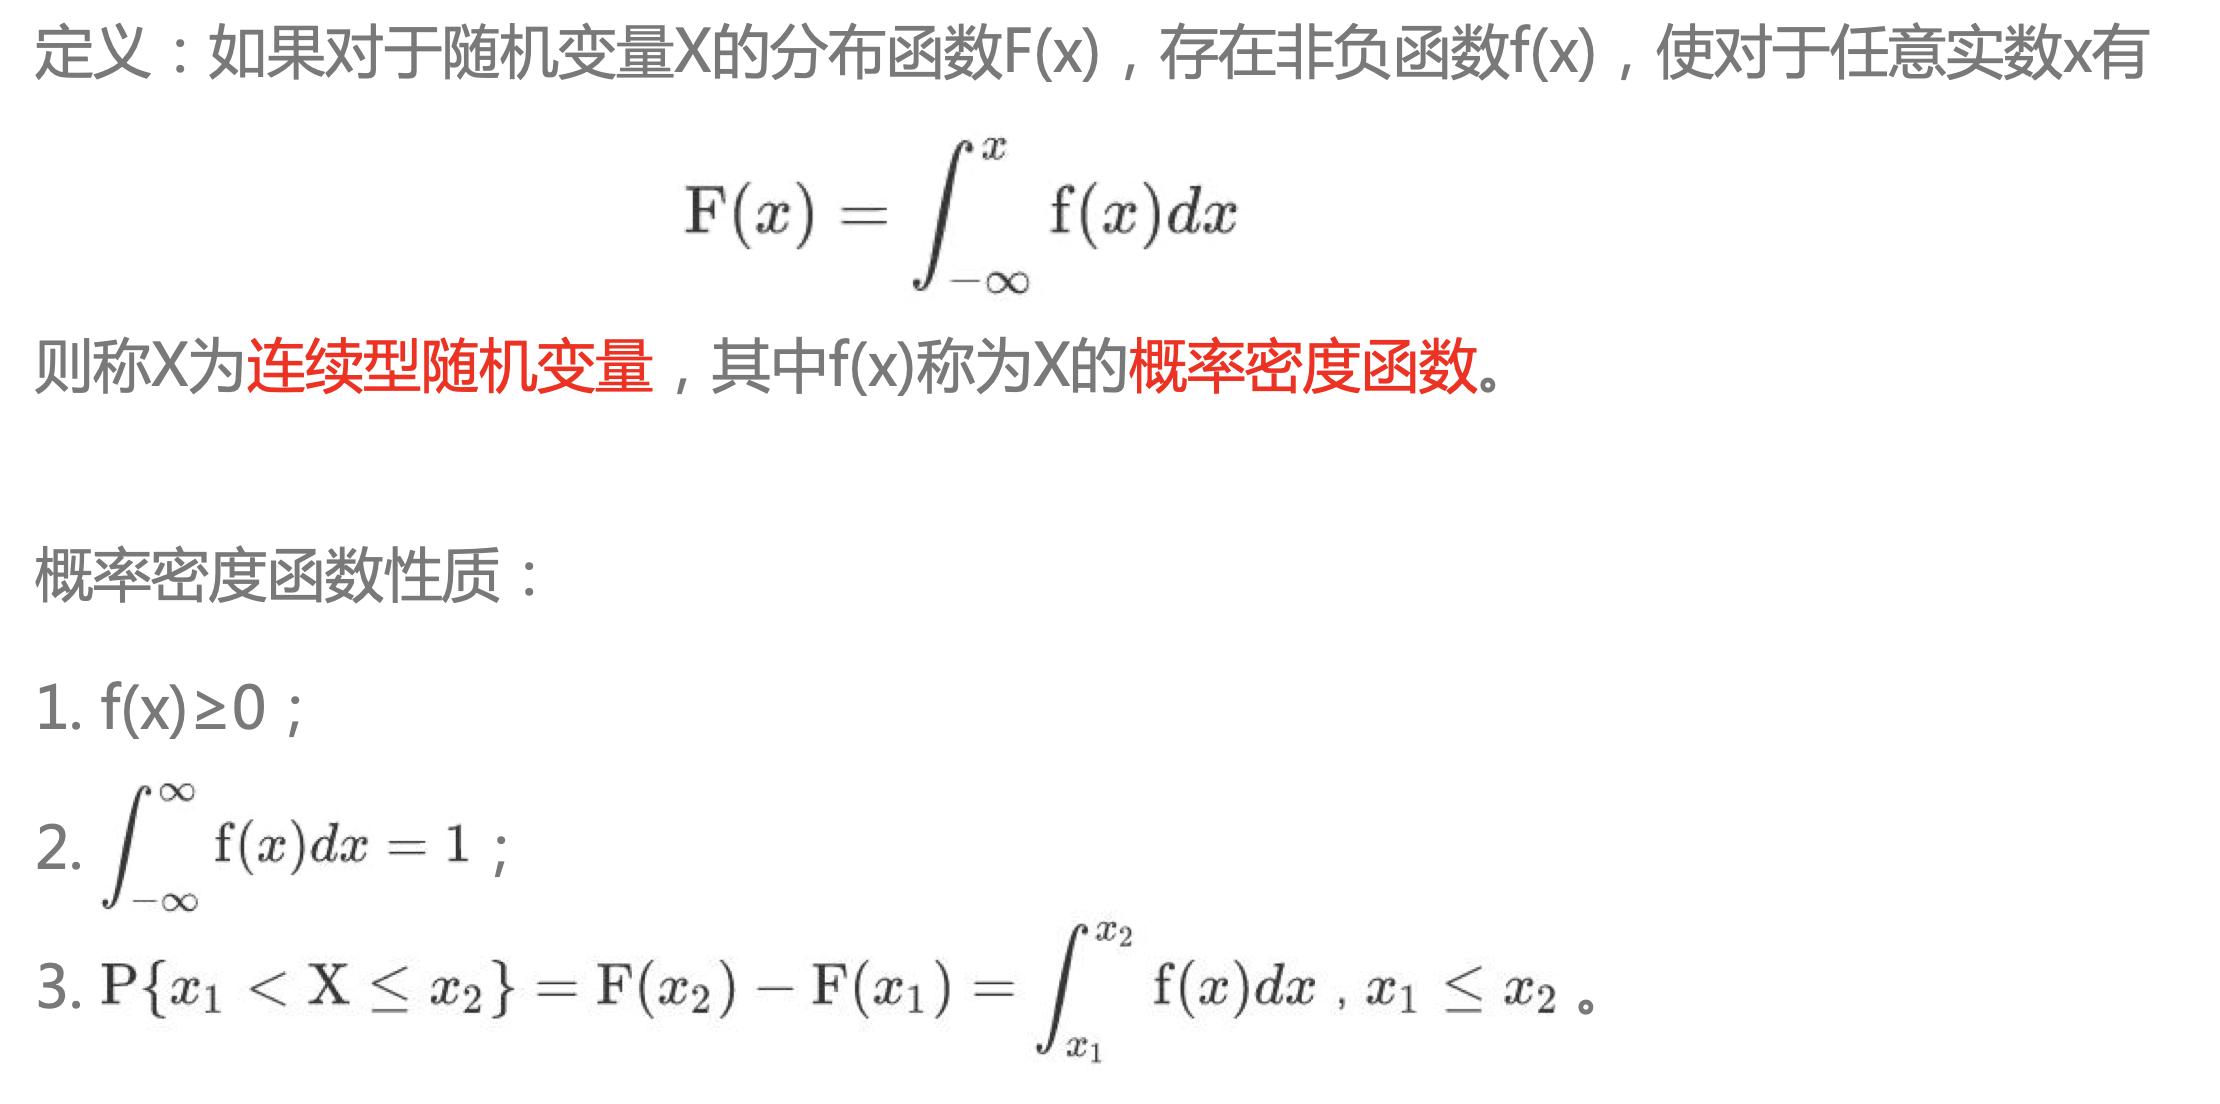 定义：如果对于随机变量X的分布函数F(x)，存在非负函数f(x)，使对于任意实数x有
$$\mathrm{F}(x) = \int_{-\infty}^{x} \mathrm{f}(x)dx$$
则称X为连续型随机变量，其中f(x)称为X的概率密度函数。
概率密度函数性质：
1. f(x)≥0；
2. $\int_{-\infty}^{\infty} \mathrm{f}(x)dx = 1$；
3. $\mathrm{P}\{x_1 < \mathrm{X} \leq x_2\} = \mathrm{F}(x_2) - \mathrm{F}(x_1) = \int_{x_1}^{x_2} \mathrm{f}(x)dx , x_1 \leq x_2$。